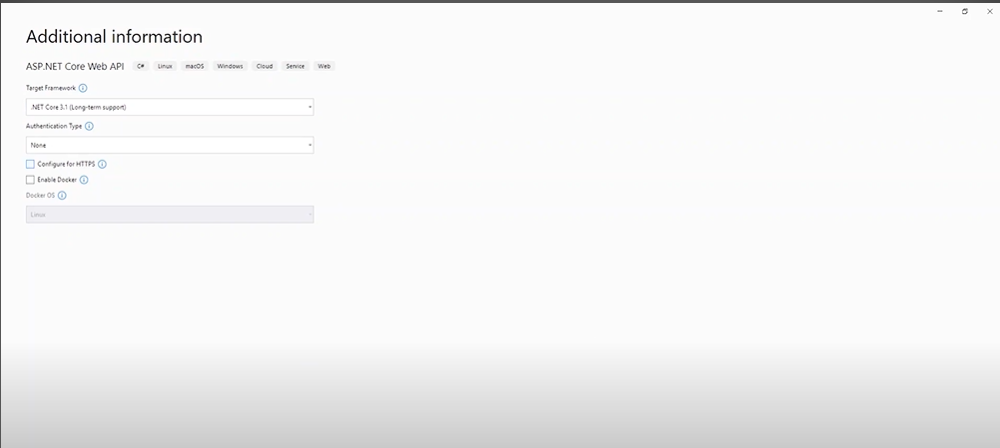 Additional information
ASP.NET Core Web API C# Linux macOS Windows Cloud Service Web
Target Framework
.NET Core 3.1 (Long-term support)
Authentication Type
None
Configure for HTTPS
Enable Docker
Docker OS
Linux